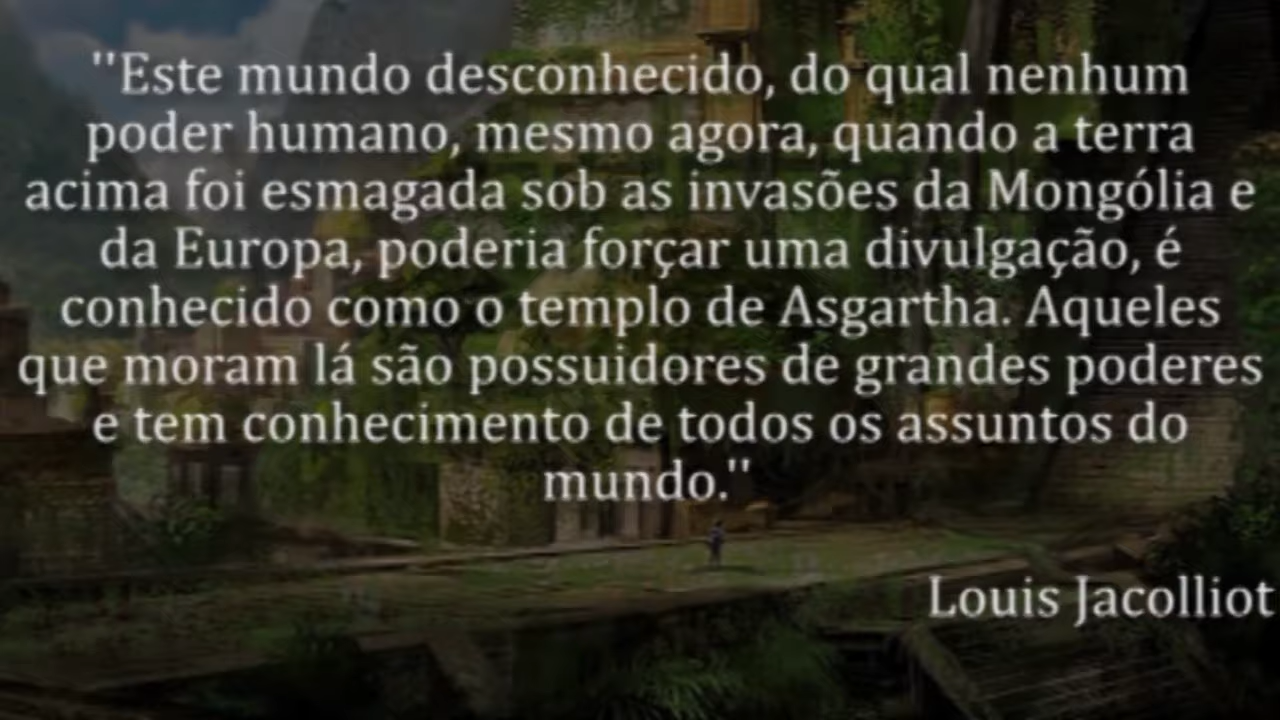 "Este mundo desconhecido, do qual nenhum
poder humano, mesmo agora, quando a terra
acima foi esmagada sob as invasões da Mongólia e
da Europa, poderia forçar uma divulgação, é
conhecido como o templo de Asgartha. Aqueles
que moram lá são possuidores de grandes poderes
e tem conhecimento de todos os assuntos do
mundo."
Louis Jacolliot